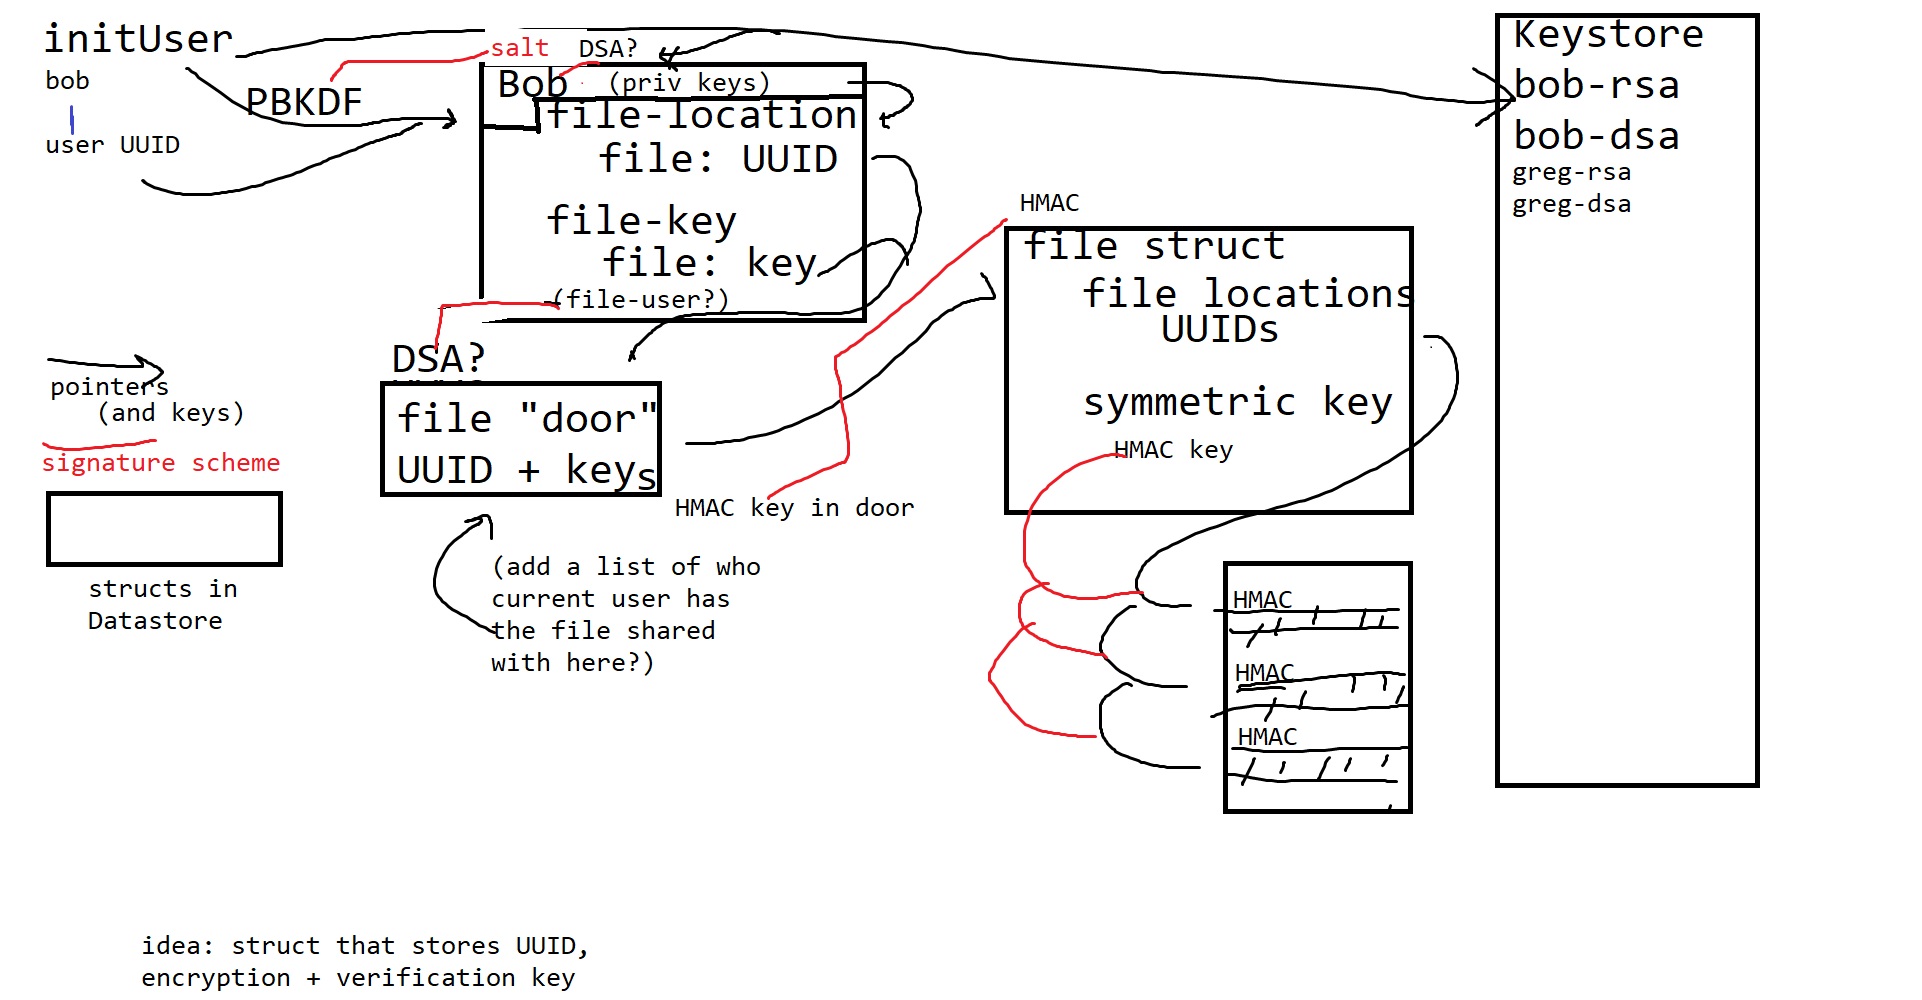 initUser
bob
user UUID
PBKDF
salt
DSA?
Bob
(priv keys)
file-location
file: UUID
file-key
file: key
(file-user?)
DSA?
file "door"
UUID + keys
HMAC key in door
(add a list of who
current user has
the file shared
with here?)
pointers
(and keys)
signature scheme
structs in
Datastore
HMAC
file struct
file locations
UUIDs
symmetric key
HMAC key
HMAC
HMAC
HMAC
Keystore
bob-rsa
bob-dsa
greg-rsa
greg-dsa
idea: struct that stores UUID,
encryption + verification key